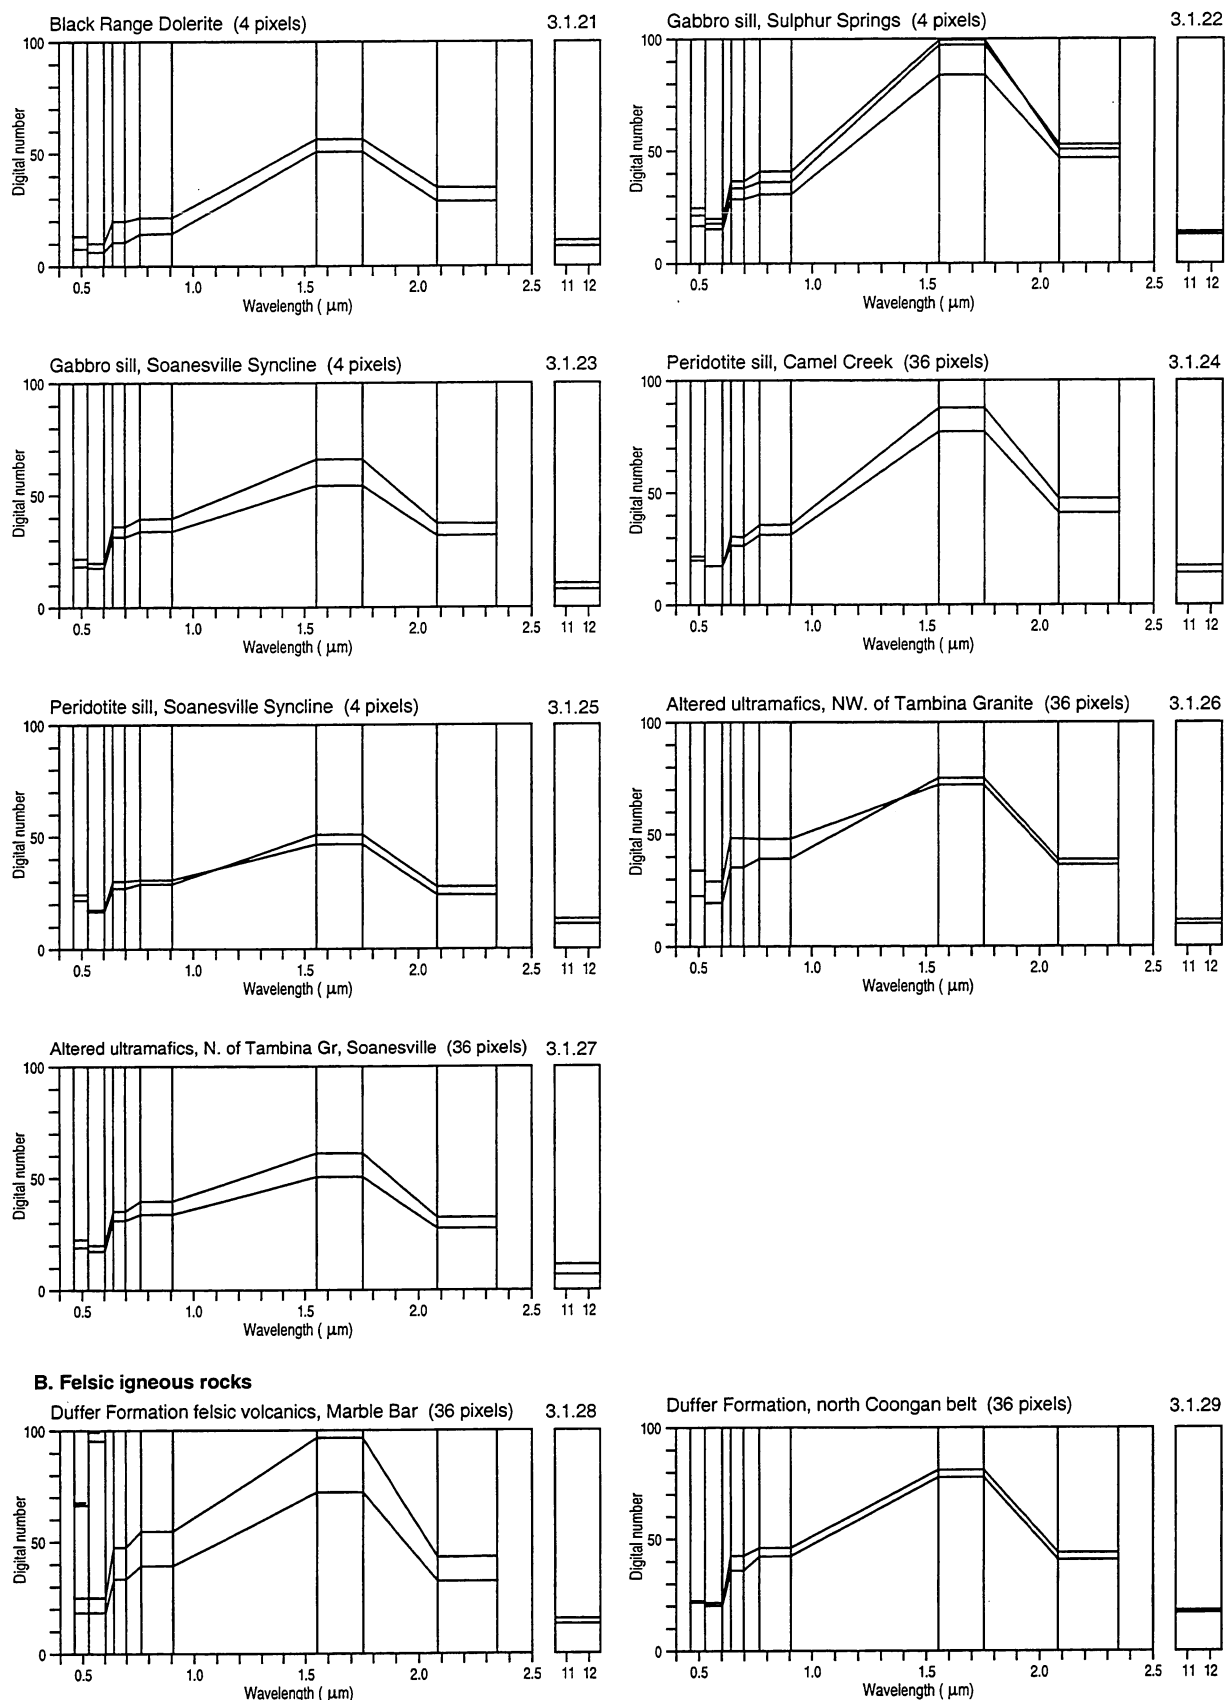 Black Range Dolerite (4 pixels) 3.1.21
100
50
0
Digital number
0.5 1.0 1.5 2.0 2.5 11 12
Wavelength ( μm)
Gabbro sill, Sulphur Springs (4 pixels) 3.1.22
100
50
0
Digital number
0.5 1.0 1.5 2.0 2.5 11 12
Wavelength ( μm)
Gabbro sill, Soanesville Syncline (4 pixels) 3.1.23
100
50
0
Digital number
0.5 1.0 1.5 2.0 2.5 11 12
Wavelength ( μm)
Peridotite sill, Camel Creek (36 pixels) 3.1.24
100
50
0
Digital number
0.5 1.0 1.5 2.0 2.5 11 12
Wavelength ( μm)
Peridotite sill, Soanesville Syncline (4 pixels) 3.1.25
100
50
0
Digital number
0.5 1.0 1.5 2.0 2.5 11 12
Wavelength ( μm)
Altered ultramafics, NW. of Tambina Granite (36 pixels) 3.1.26
100
50
0
Digital number
0.5 1.0 1.5 2.0 2.5 11 12
Wavelength ( μm)
Altered ultramafics, N. of Tambina Gr, Soanesville (36 pixels) 3.1.27
100
50
0
Digital number
0.5 1.0 1.5 2.0 2.5 11 12
Wavelength ( μm)
B. Felsic igneous rocks
Duffer Formation felsic volcanics, Marble Bar (36 pixels) 3.1.28
100
50
0
Digital number
0.5 1.0 1.5 2.0 2.5 11 12
Wavelength ( μm)
Duffer Formation, north Coongan belt (36 pixels) 3.1.29
100
50
0
Digital number
0.5 1.0 1.5 2.0 2.5 11 12
Wavelength ( μm)